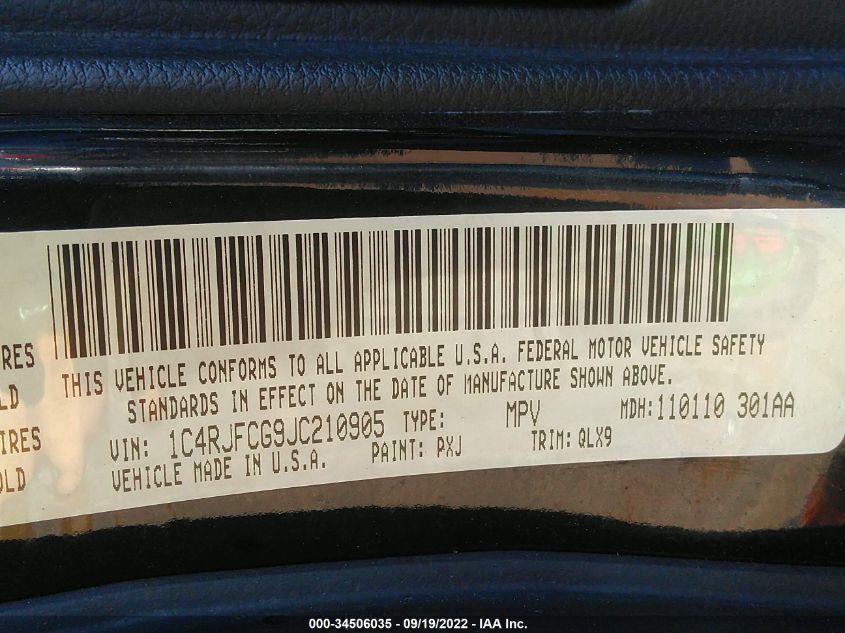 THIS VEHICLE CONFORMS TO ALL APPLICABLE U.S.A. FEDERAL MOTOR VEHICLE SAFETY
STANDARDS IN EFFECT ON THE DATE OF MANUFACTURE SHOWN ABOVE.
VIN: 1C4RJFCG9JC210905 TYPE: MPV MDH: 110110 301AA
VEHICLE MADE IN U.S.A. PAINT: PXJ TRIM: QLX9
IRES
LD
IRES
OLD
000-34506035 - 09/19/2022 - IAA Inc.